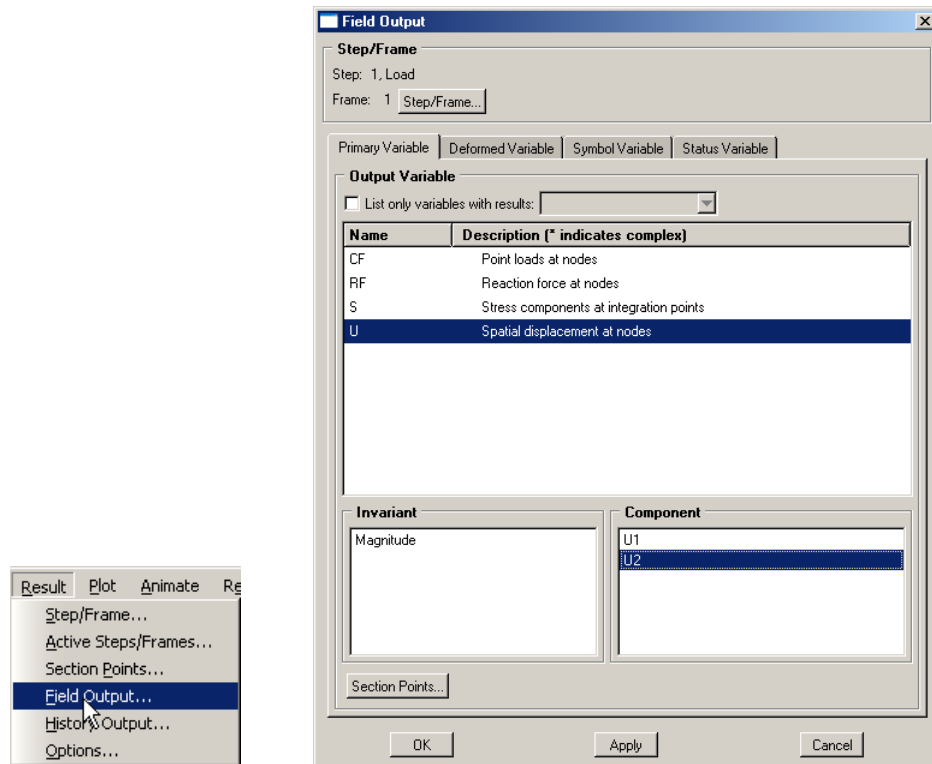 Field Output
Step/Frame
Step: 1, Load
Frame: 1 Step/Frame...
Primary Variable Deformed Variable Symbol Variable Status Variable
Output Variable
List only variables with results:
Name Description (* indicates complex)
CF Point loads at nodes
RF Reaction force at nodes
S Stress components at integration points
U Spatial displacement at nodes
Invariant Component
Magnitude U1
U2
Section Points...
OK Apply Cancel
Result Plot Animate Re
Step/Frame...
Active Steps/Frames...
Section Points...
Field Output...
History Output...
Options...